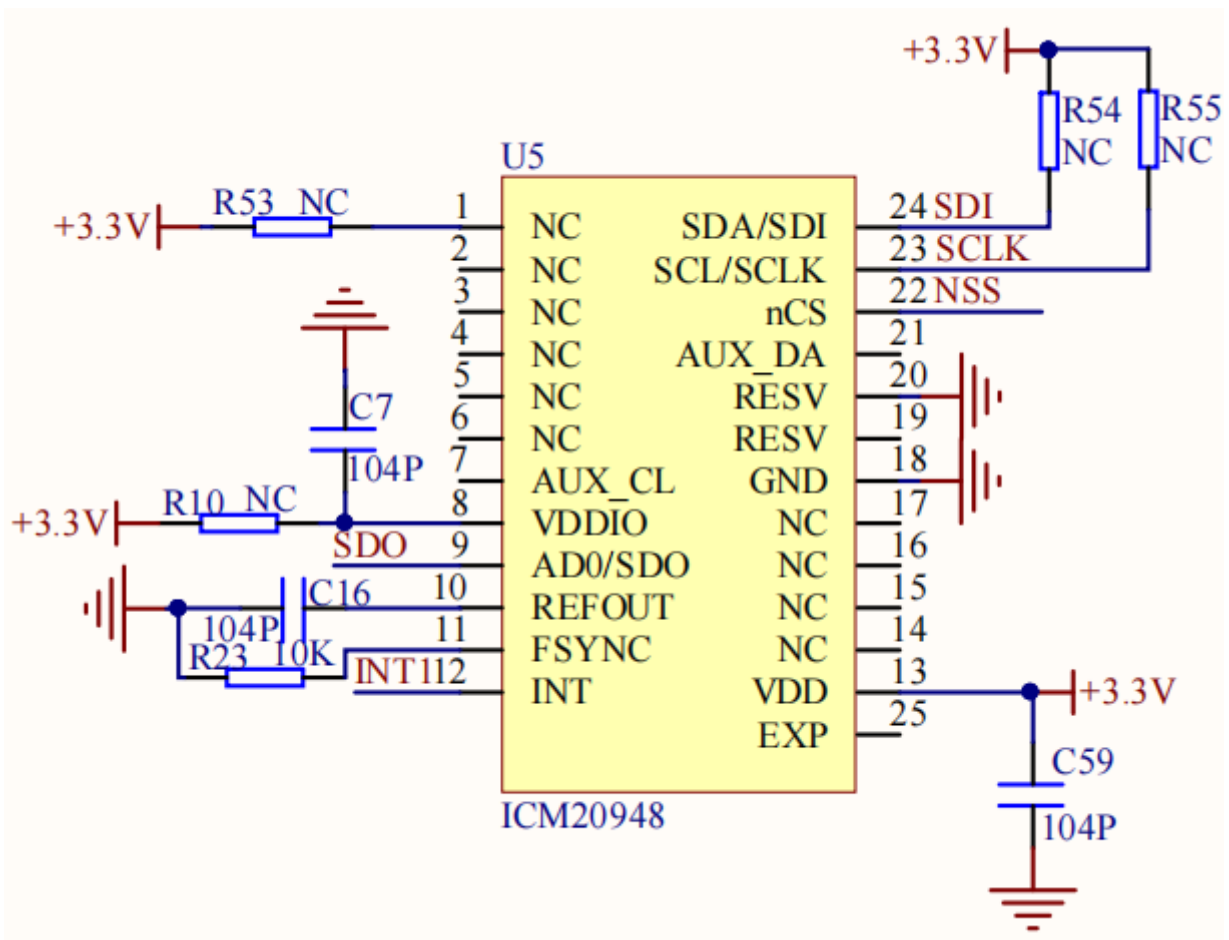 +3.3V
R54
NC
R55
NC
U5
R53 NC
+3.3V
1
NC
2
NC
3
NC
4
NC
5
NC
6
NC
7
AUX_CL
8
VDDIO
9
AD0/SDO
10
REFOUT
11
FSYNC
12
INT
C7
104P
R10 NC
+3.3V
SDO
C16
104P
R23 10K
INT1
SDA/SDI
24 SDI
SCL/SCLK
23 SCLK
nCS
22 NSS
AUX_DA
21
RESV
20
RESV
19
GND
18
NC
17
NC
16
NC
15
NC
14
VDD
13
+3.3V
EXP
25
C59
104P
ICM20948